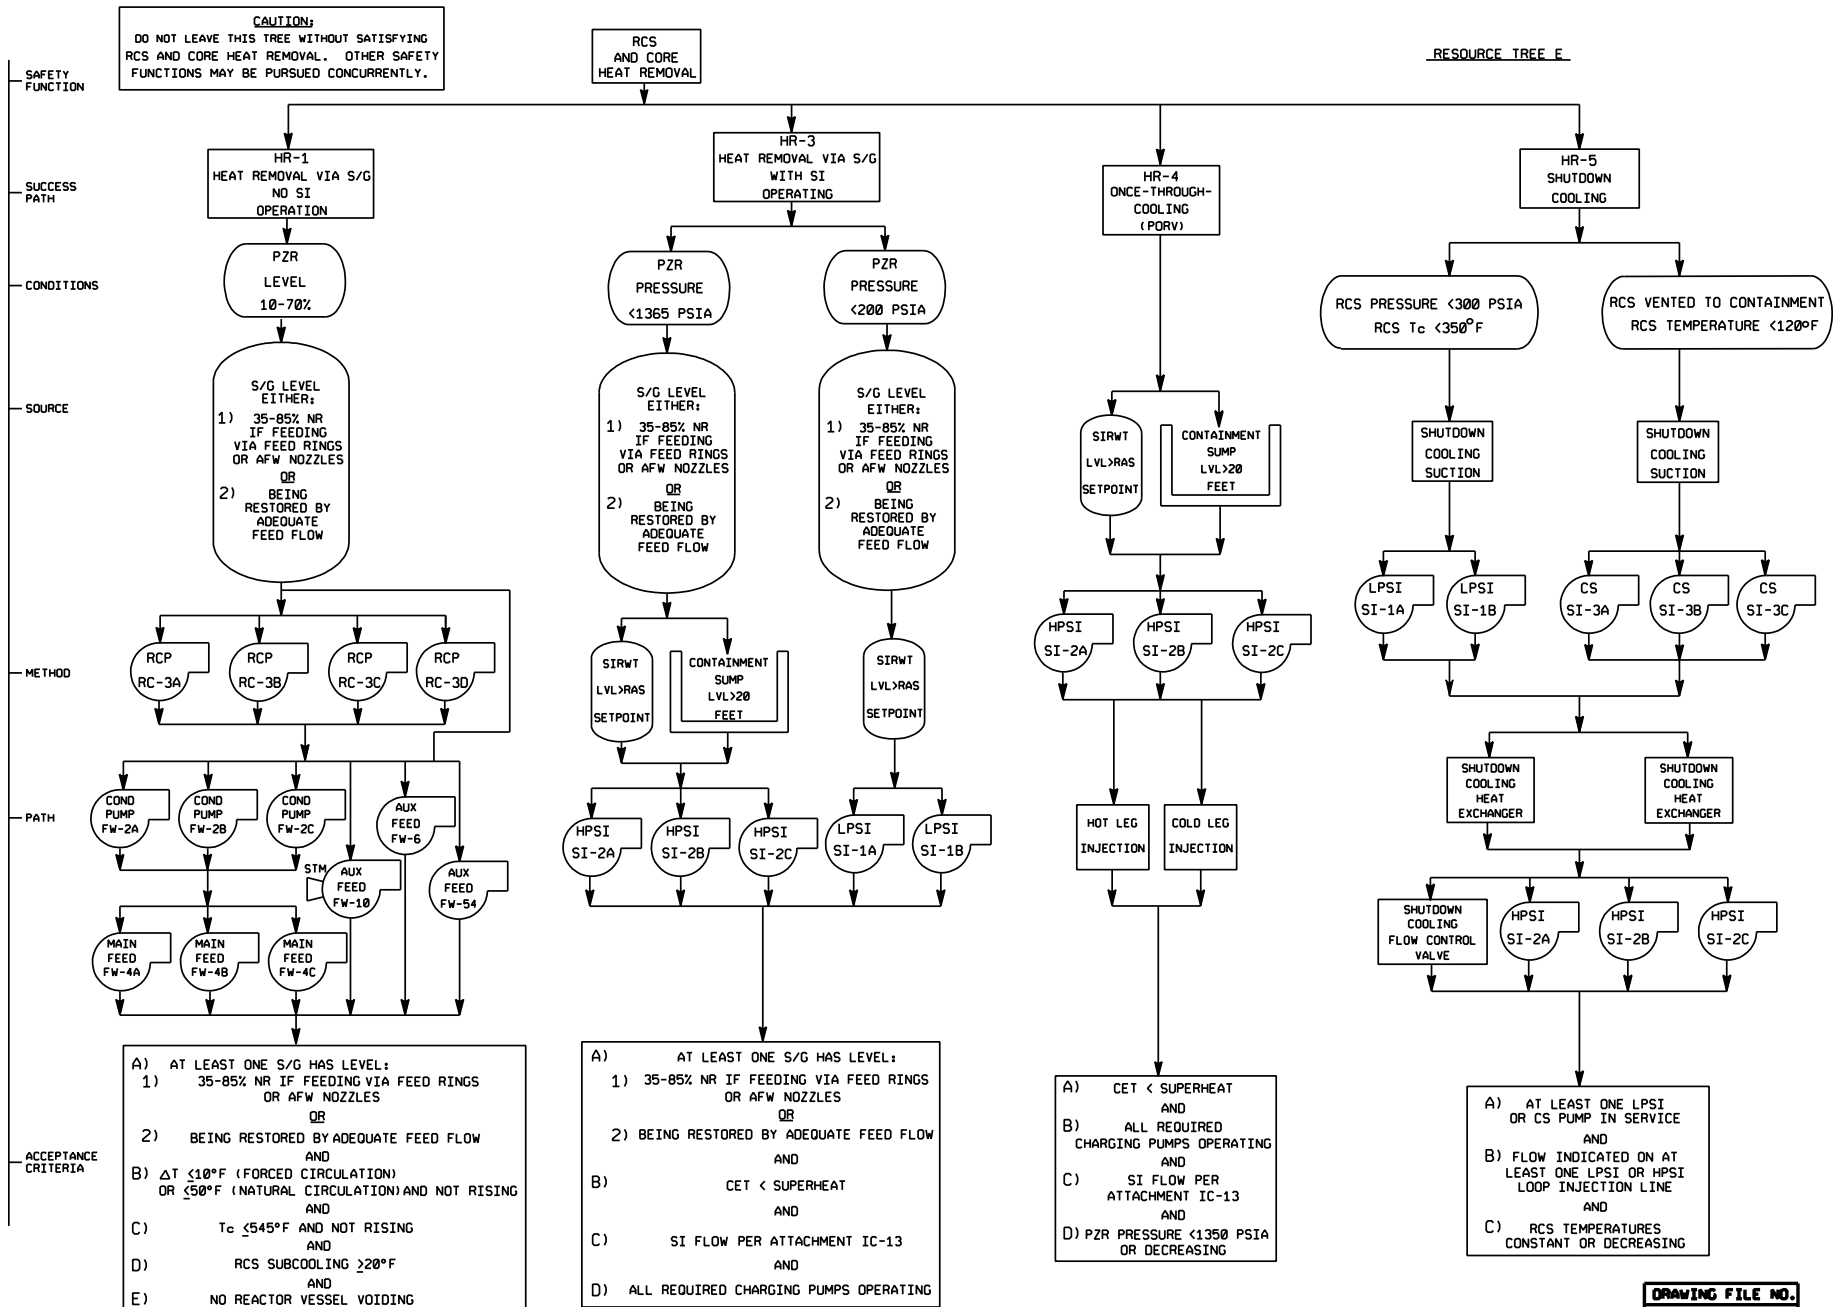 CAUTION:
DO NOT LEAVE THIS TREE WITHOUT SATISFYING
RCS AND CORE HEAT REMOVAL. OTHER SAFETY
FUNCTIONS MAY BE PURSUED CONCURRENTLY.
RCS
AND CORE
HEAT REMOVAL
RESOURCE TREE E
SAFETY
FUNCTION
SUCCESS
PATH
CONDITIONS
SOURCE
METHOD
PATH
ACCEPTANCE
CRITERIA
HR-1
HEAT REMOVAL VIA S/G
NO SI
OPERATION
PZR
LEVEL
10-70%
S/G LEVEL
EITHER:
1) 35-85% NR
IF FEEDING
VIA FEED RINGS
OR AFW NOZZLES
OR
2) BEING
RESTORED BY
ADEQUATE
FEED FLOW
RCP
RC-3A
RCP
RC-3B
RCP
RC-3C
RCP
RC-3D
COND
PUMP
FW-2A
COND
PUMP
FW-2B
COND
PUMP
FW-2C
AUX
FEED
FW-6
STM
AUX
FEED
FW-10
AUX
FEED
FW-54
MAIN
FEED
FW-4A
MAIN
FEED
FW-4B
MAIN
FEED
FW-4C
A) AT LEAST ONE S/G HAS LEVEL:
1) 35-85% NR IF FEEDING VIA FEED RINGS
OR AFW NOZZLES
OR
2) BEING RESTORED BY ADEQUATE FEED FLOW
AND
B) ΔT ≤10°F (FORCED CIRCULATION)
OR ≤50°F (NATURAL CIRCULATION) AND NOT RISING
AND
C) Tc ≤545°F AND NOT RISING
AND
D) RCS SUBCOOLING ≥20°F
AND
E) NO REACTOR VESSEL VOIDING
HR-3
HEAT REMOVAL VIA S/G
WITH SI
OPERATING
PZR
PRESSURE
<1365 PSIA
PZR
PRESSURE
<200 PSIA
S/G LEVEL
EITHER:
1) 35-85% NR
IF FEEDING
VIA FEED RINGS
OR AFW NOZZLES
OR
2) BEING
RESTORED BY
ADEQUATE
FEED FLOW
S/G LEVEL
EITHER:
1) 35-85% NR
IF FEEDING
VIA FEED RINGS
OR AFW NOZZLES
OR
2) BEING
RESTORED BY
ADEQUATE
FEED FLOW
SIRWT
LVL>RAS
SETPOINT
CONTAINMENT
SUMP
LVL>20
FEET
SIRWT
LVL>RAS
SETPOINT
HPSI
SI-2A
HPSI
SI-2B
HPSI
SI-2C
LPSI
SI-1A
LPSI
SI-1B
A) AT LEAST ONE S/G HAS LEVEL:
1) 35-85% NR IF FEEDING VIA FEED RINGS
OR AFW NOZZLES
OR
2) BEING RESTORED BY ADEQUATE FEED FLOW
AND
B) CET < SUPERHEAT
AND
C) SI FLOW PER ATTACHMENT IC-13
AND
D) ALL REQUIRED CHARGING PUMPS OPERATING
HR-4
ONCE-THROUGH-
COOLING
(PORV)
SIRWT
LVL>RAS
SETPOINT
CONTAINMENT
SUMP
LVL>20
FEET
HPSI
SI-2A
HPSI
SI-2B
HPSI
SI-2C
HOT LEG
INJECTION
COLD LEG
INJECTION
A) CET < SUPERHEAT
AND
B) ALL REQUIRED
CHARGING PUMPS OPERATING
AND
C) SI FLOW PER
ATTACHMENT IC-13
AND
D) PZR PRESSURE <1350 PSIA
OR DECREASING
HR-5
SHUTDOWN
COOLING
RCS PRESSURE <300 PSIA
RCS Tc <350°F
RCS VENTED TO CONTAINMENT
RCS TEMPERATURE <120°F
SHUTDOWN
COOLING
SUCTION
SHUTDOWN
COOLING
SUCTION
LPSI
SI-1A
LPSI
SI-1B
CS
SI-3A
CS
SI-3B
CS
SI-3C
SHUTDOWN
COOLING
HEAT
EXCHANGER
SHUTDOWN
COOLING
HEAT
EXCHANGER
SHUTDOWN
COOLING
FLOW CONTROL
VALVE
HPSI
SI-2A
HPSI
SI-2B
HPSI
SI-2C
A) AT LEAST ONE LPSI
OR CS PUMP IN SERVICE
AND
B) FLOW INDICATED ON AT
LEAST ONE LPSI OR HPSI
LOOP INJECTION LINE
AND
C) RCS TEMPERATURES
CONSTANT OR DECREASING
DRAWING FILE NO.